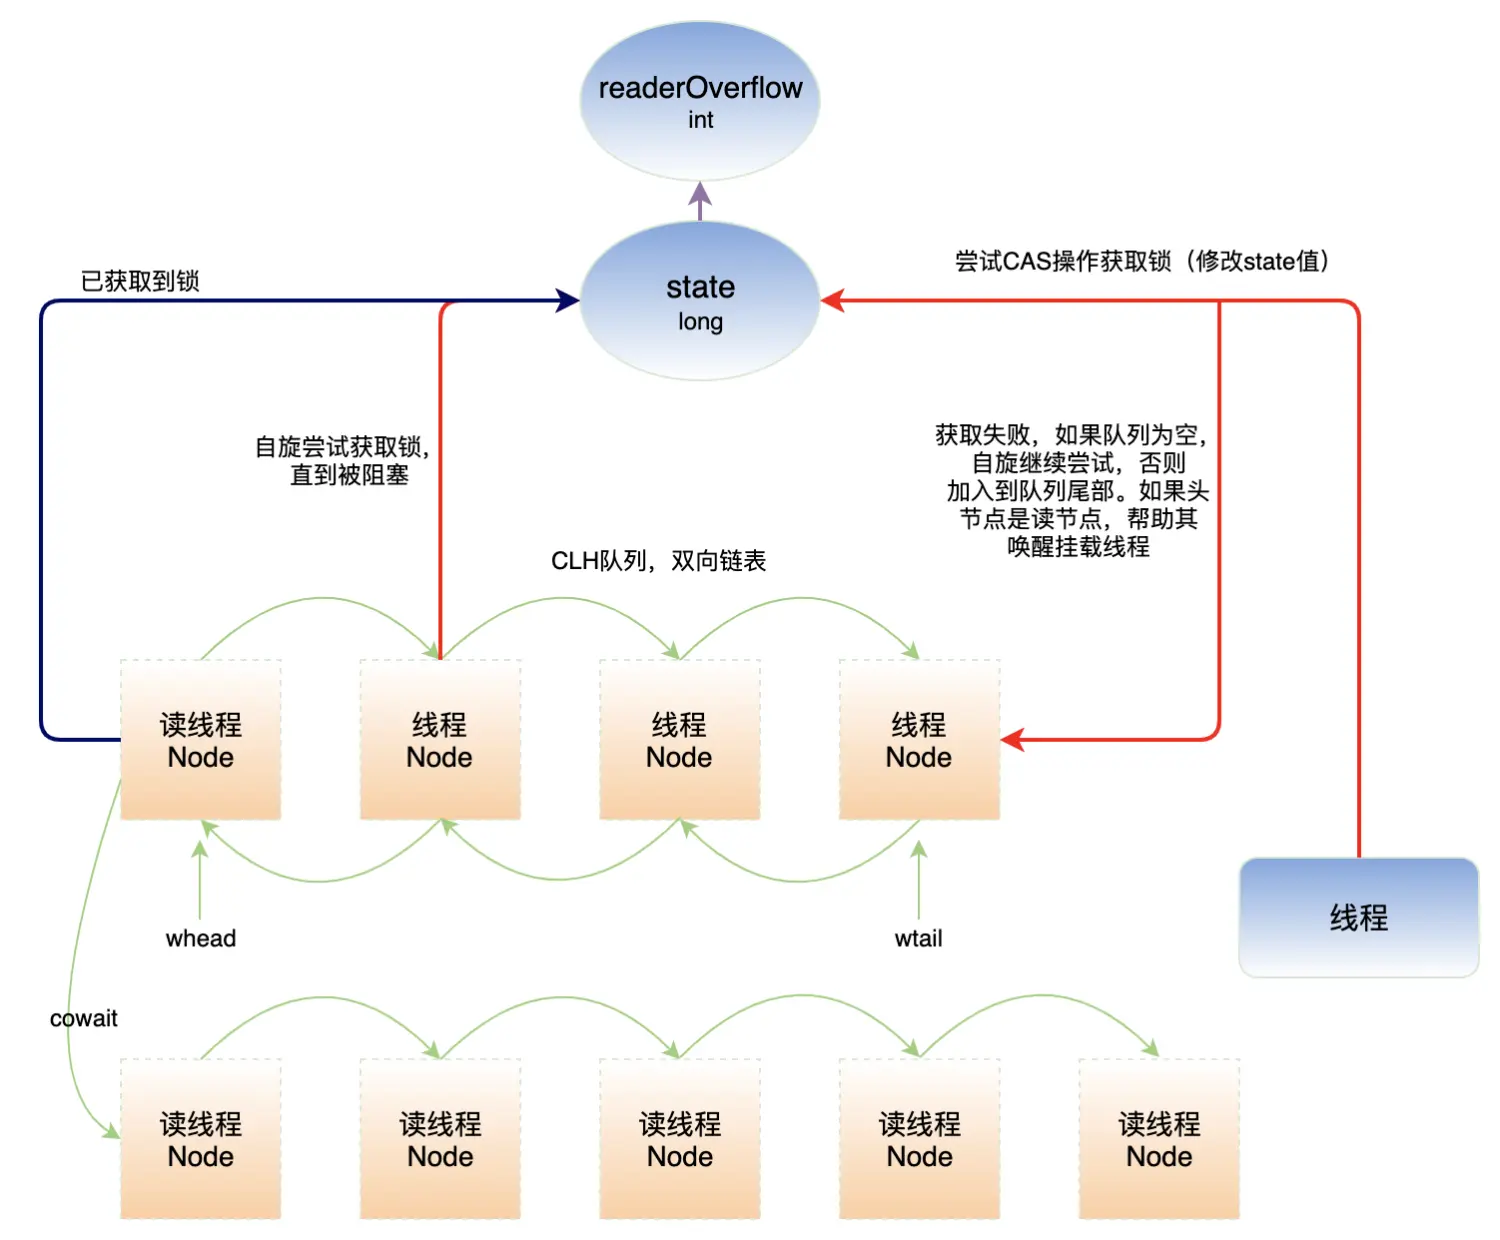 readerOverflow
int
state
long
已获取到锁
尝试CAS操作获取锁（修改state值）
自旋尝试获取锁，
直到被阻塞
获取失败，如果队列为空，
自旋继续尝试，否则
加入到队列尾部。如果头
节点是读节点，帮助其
唤醒挂载线程
CLH队列，双向链表
读线程
Node
线程
Node
线程
Node
线程
Node
whead
wtail
线程
cowait
读线程
Node
读线程
Node
读线程
Node
读线程
Node
读线程
Node